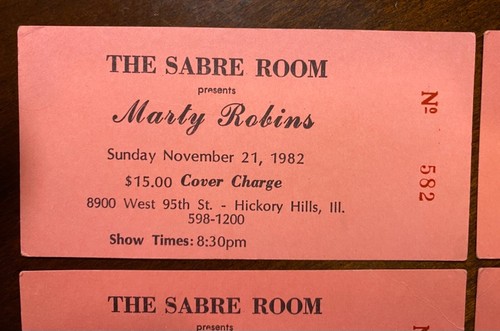 THE SABRE ROOM
presents
Marty Robins
Sunday November 21, 1982
$15.00 Cover Charge
8900 West 95th St. - Hickory Hills, Ill.
598-1200
Show Times: 8:30pm
Nº 582
THE SABRE ROOM
presents